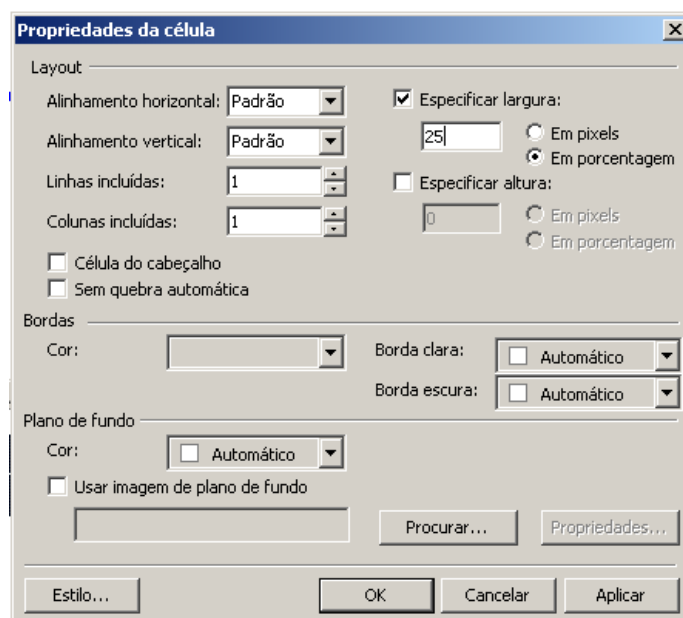 Propriedades da célula
Layout
Alinhamento horizontal: Padrão
Especificar largura:
Alinhamento vertical: Padrão
25
Em pixels
Em porcentagem
Linhas incluídas: 1
Especificar altura:
Colunas incluídas: 1
0
Em pixels
Em porcentagem
Célula do cabeçalho
Sem quebra automática
Bordas
Cor:
Borda clara: Automático
Borda escura: Automático
Plano de fundo
Cor: Automático
Usar imagem de plano de fundo
Procurar... Propriedades...
Estilo... OK Cancelar Aplicar